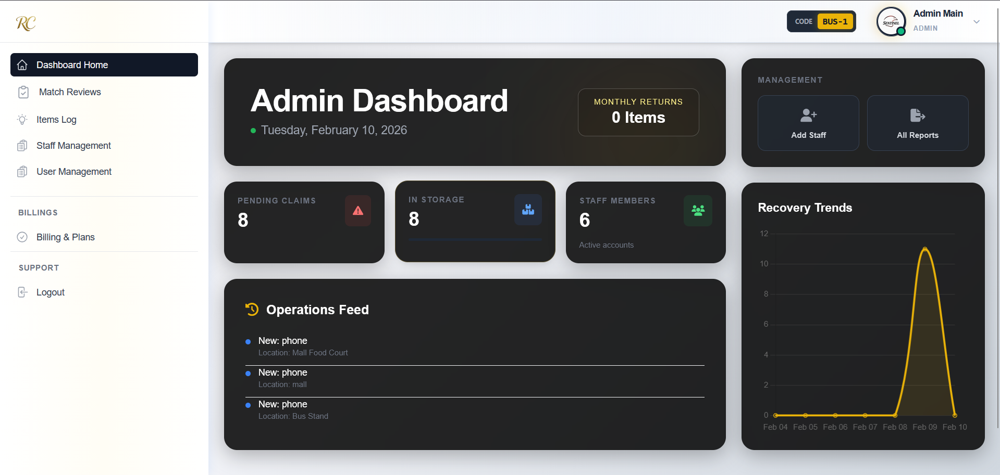 RC
CODE BUS-1
SENTINEL
Admin Main
ADMIN
Dashboard Home
Match Reviews
Items Log
Staff Management
User Management
BILLINGS
Billing & Plans
SUPPORT
Logout
Admin Dashboard
Tuesday, February 10, 2026
MONTHLY RETURNS
0 Items
MANAGEMENT
Add Staff
All Reports
PENDING CLAIMS
8
IN STORAGE
8
STAFF MEMBERS
6
Active accounts
Operations Feed
New: phone
Location: Mall Food Court
New: phone
Location: mall
New: phone
Location: Bus Stand
Recovery Trends
12
10
8
6
4
2
0
Feb 04 Feb 05 Feb 06 Feb 07 Feb 08 Feb 09 Feb 10